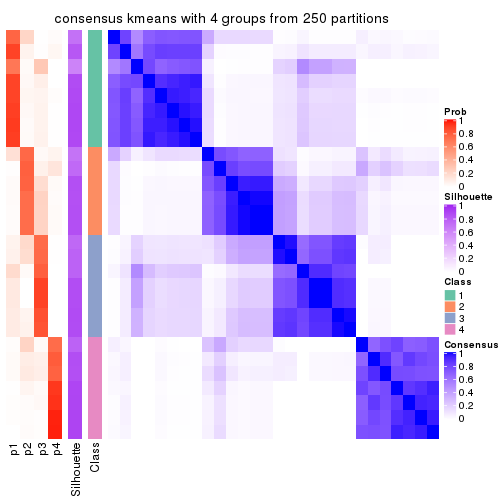 consensus kmeans with 4 groups from 250 partitions
Prob
1
0.8
0.6
0.4
0.2
0
Silhouette
1
0.8
0.6
0.4
0.2
0
Class
1
2
3
4
Consensus
1
0.8
0.6
0.4
0.2
0
p1
p2
p3
p4
Silhouette
Class